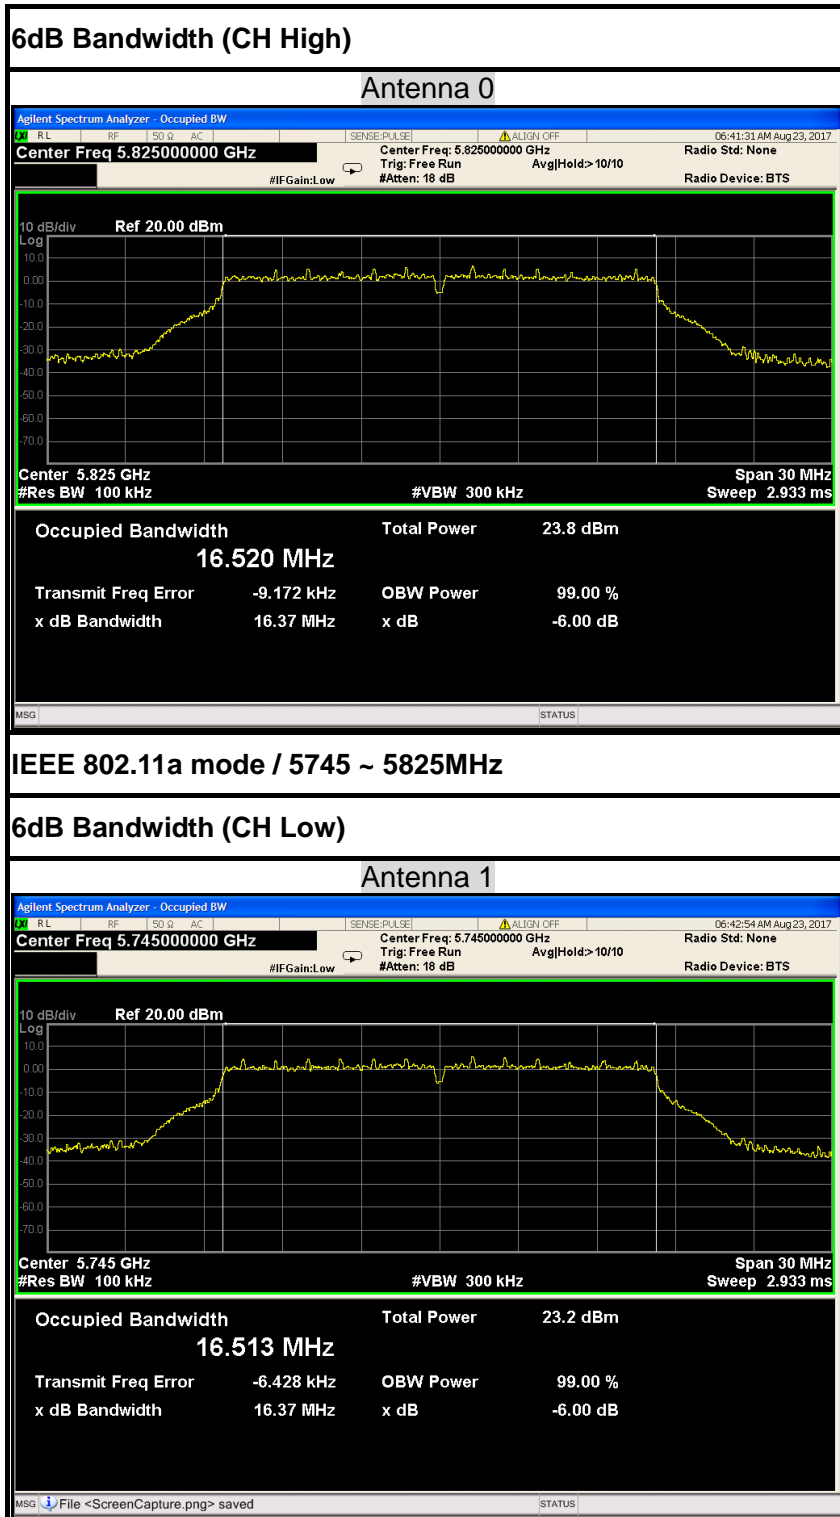 6dB Bandwidth (CH High)
Antenna 0
Agilent Spectrum Analyzer - Occupied BW
LXI RL RF 50 Ω AC SENSE:PULSE ALIGN OFF 06:41:31 AM Aug 23, 2017
Center Freq 5.825000000 GHz Center Freq: 5.825000000 GHz Radio Std: None
Trig: Free Run Avg|Hold:>10/10
#IFGain:Low #Atten: 18 dB Radio Device: BTS
10 dB/div Ref 20.00 dBm
Log
10.0
0.00
-10.0
-20.0
-30.0
-40.0
-50.0
-60.0
-70.0
Center 5.825 GHz Span 30 MHz
#Res BW 100 kHz #VBW 300 kHz Sweep 2.933 ms
Occupied Bandwidth Total Power 23.8 dBm
16.520 MHz
Transmit Freq Error -9.172 kHz OBW Power 99.00 %
x dB Bandwidth 16.37 MHz x dB -6.00 dB
MSG STATUS
IEEE 802.11a mode / 5745 ~ 5825MHz
6dB Bandwidth (CH Low)
Antenna 1
Agilent Spectrum Analyzer - Occupied BW
LXI RL RF 50 Ω AC SENSE:PULSE ALIGN OFF 06:42:54 AM Aug 23, 2017
Center Freq 5.745000000 GHz Center Freq: 5.745000000 GHz Radio Std: None
Trig: Free Run Avg|Hold:>10/10
#IFGain:Low #Atten: 18 dB Radio Device: BTS
10 dB/div Ref 20.00 dBm
Log
10.0
0.00
-10.0
-20.0
-30.0
-40.0
-50.0
-60.0
-70.0
Center 5.745 GHz Span 30 MHz
#Res BW 100 kHz #VBW 300 kHz Sweep 2.933 ms
Occupied Bandwidth Total Power 23.2 dBm
16.513 MHz
Transmit Freq Error -6.428 kHz OBW Power 99.00 %
x dB Bandwidth 16.37 MHz x dB -6.00 dB
MSG File <ScreenCapture.png> saved STATUS